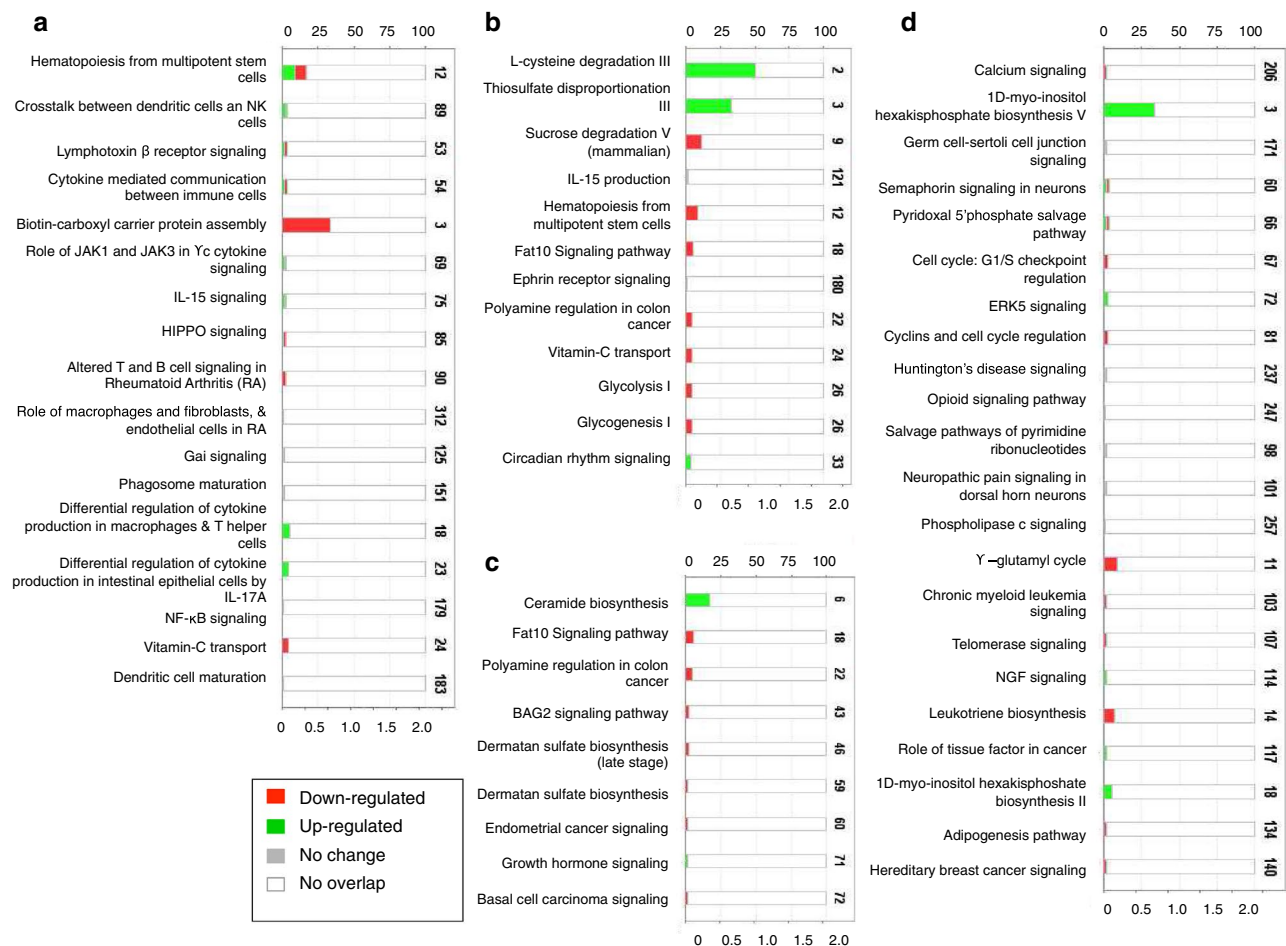 a
0 25 50 75 100
Hematopoiesis from multipotent stem
cells
12
Crosstalk between dendritic cells an NK
cells
89
Lymphotoxin β receptor signaling
53
Cytokine mediated communication
between immune cells
54
Biotin-carboxyl carrier protein assembly
3
Role of JAK1 and JAK3 in ϒc cytokine
signaling
69
IL-15 signaling
75
HIPPO signaling
85
Altered T and B cell signaling in
Rheumatoid Arthritis (RA)
90
Role of macrophages and fibroblasts, &
endothelial cells in RA
312
Gai signaling
125
Phagosome maturation
151
Differential regulation of cytokine
production in macrophages & T helper
cells
18
Differential regulation of cytokine
production in intestinal epithelial cells by
IL-17A
23
NF-κB signaling
179
Vitamin-C transport
24
Dendritic cell maturation
183
0 0.5 1.0 1.5 2.0
b
0 25 50 75 100
L-cysteine degradation III
2
Thiosulfate disproportionation
III
3
Sucrose degradation V
(mammalian)
9
IL-15 production
121
Hematopoiesis from
multipotent stem cells
12
Fat10 Signaling pathway
18
Ephrin receptor signaling
180
Polyamine regulation in colon
cancer
22
Vitamin-C transport
24
Glycolysis I
26
Glycogenesis I
26
Circadian rhythm signaling
33
0 0.5 1.0 1.5 2.0
c
0 25 50 75 100
Ceramide biosynthesis
6
Fat10 Signaling pathway
18
Polyamine regulation in colon
cancer
22
BAG2 signaling pathway
43
Dermatan sulfate biosynthesis
(late stage)
46
Dermatan sulfate biosynthesis
59
Endometrial cancer signaling
60
Growth hormone signaling
71
Basal cell carcinoma signaling
72
0 0.5 1.0 1.5 2.0
d
0 25 50 75 100
Calcium signaling
206
1D-myo-inositol
hexakisphosphate biosynthesis V
3
Germ cell-sertoli cell junction
signaling
171
Semaphorin signaling in neurons
60
Pyridoxal 5'phosphate salvage
pathway
66
Cell cycle: G1/S checkpoint
regulation
67
ERK5 signaling
72
Cyclins and cell cycle regulation
81
Huntington's disease signaling
237
Opioid signaling pathway
247
Salvage pathways of pyrimidine
ribonucleotides
98
Neuropathic pain signaling in
dorsal horn neurons
101
Phospholipase c signaling
257
ϒ –glutamyl cycle
11
Chronic myeloid leukemia
signaling
103
Telomerase signaling
107
NGF signaling
114
Leukotriene biosynthesis
14
Role of tissue factor in cancer
117
1D-myo-inositol hexakisphoshate
biosynthesis II
18
Adipogenesis pathway
134
Hereditary breast cancer signaling
140
0 0.5 1.0 1.5 2.0
Down-regulated
Up-regulated
No change
No overlap